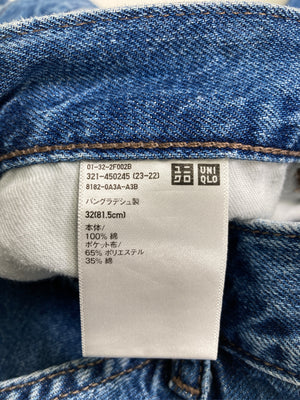 01-32-2F002B
321-450245 (23-22)
8182-0A3A-A3B
ユニ
クロ
UNI
QLO
バングラデシュ製
32(81.5cm)
本体/
100% 綿
ポケット布/
65% ポリエステル
35% 綿